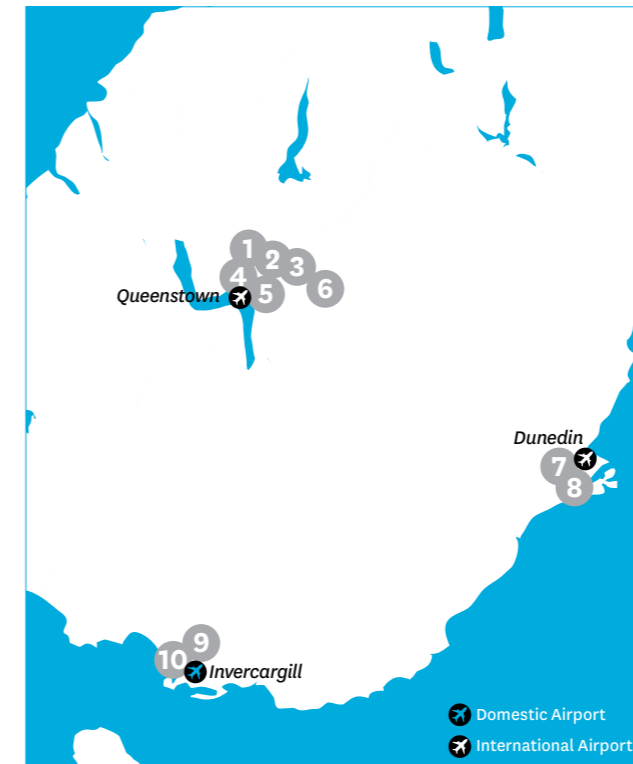 1
2
3
4
5
6
Queenstown
Dunedin
7
8
9
10
Invercargill
Domestic Airport
International Airport